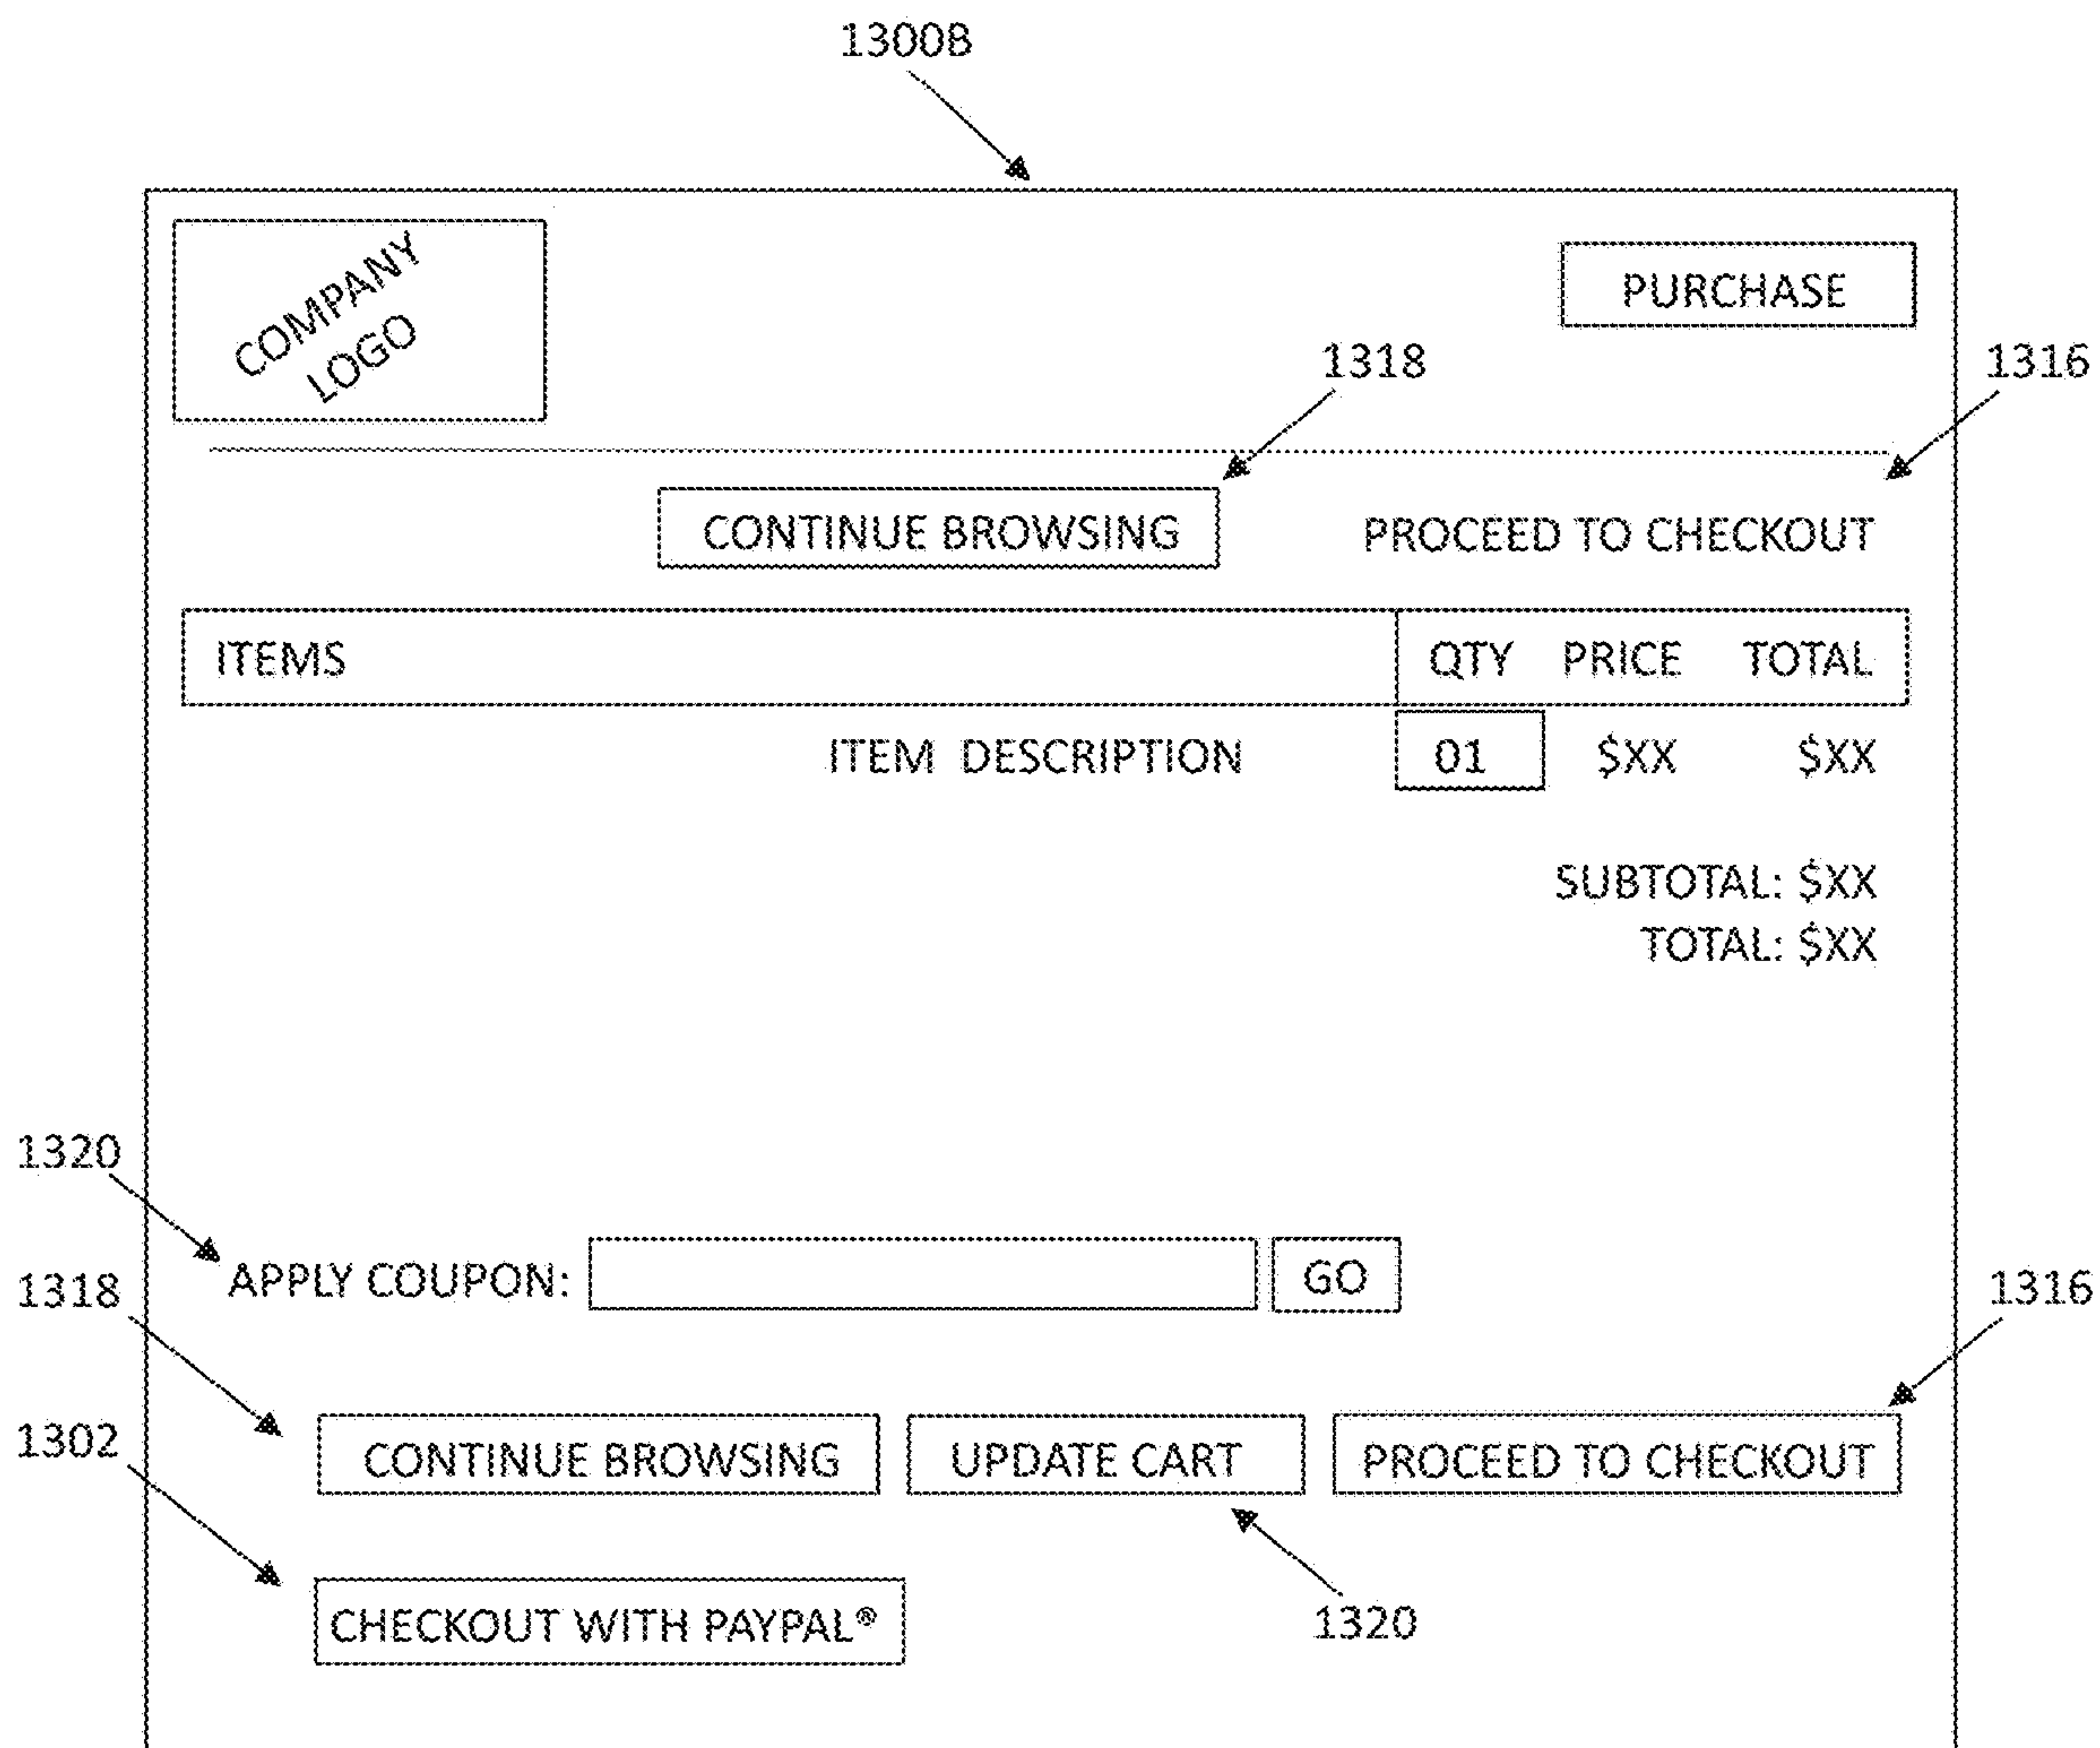 1300B
COMPANY
LOGO
PURCHASE
1318
1316
CONTINUE BROWSING
PROCEED TO CHECKOUT
ITEMS QTY PRICE TOTAL
ITEM DESCRIPTION 01 $XX $XX
SUBTOTAL: $XX
TOTAL: $XX
1320
APPLY COUPON: GO
1318
1316
CONTINUE BROWSING UPDATE CART PROCEED TO CHECKOUT
1302
CHECKOUT WITH PAYPAL®
1320